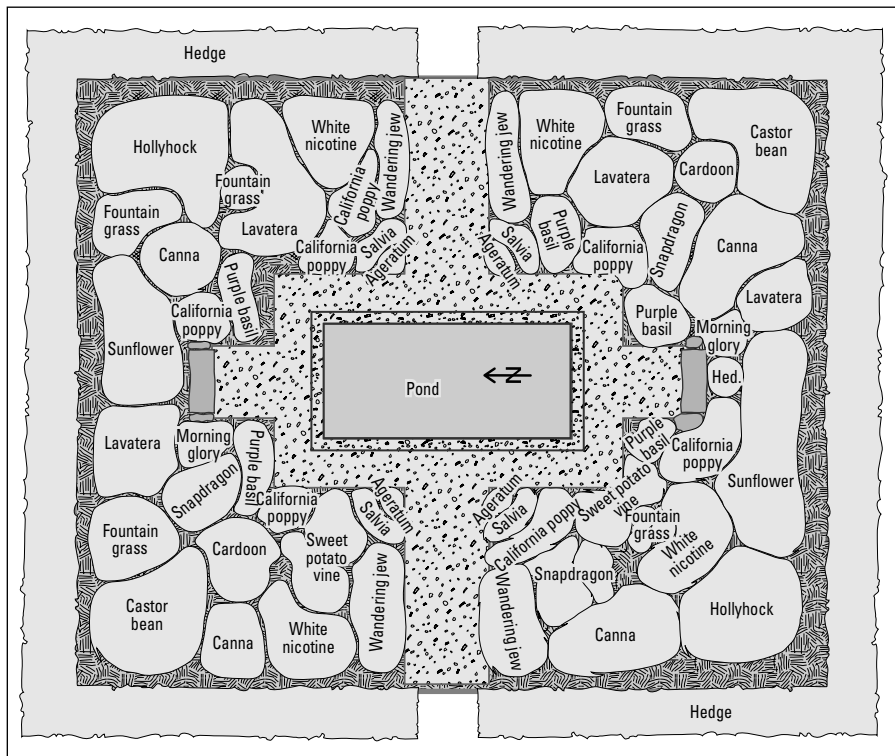 Hedge
Hollyhock
White
nicotine
Wandering jew
Fountain
grass
California
poppy
Fountain
grass
Lavatera
Canna
California
poppy
Salvia
Ageratum
Purple basil
California
poppy
Sunflower
Wandering jew
White
nicotine
Fountain
grass
Castor
bean
Lavatera
Cardoon
Purple
basil
Snapdragon
Salvia
Ageratum
California
poppy
Canna
Purple
basil
Lavatera
Morning
glory
Hed.
Pond
N
Lavatera
Morning
glory
Purple basil
Snapdragon
California
poppy
Ageratum
Salvia
Fountain
grass
Cardoon
Sweet
potato
vine
Castor
bean
Canna
White
nicotine
Wandering jew
Purple
basil
California
poppy
Sunflower
Ageratum
Salvia
California poppy
Sweet potato
vine
Fountain
grass
White
nicotine
Wandering jew
Snapdragon
Canna
Hollyhock
Hedge